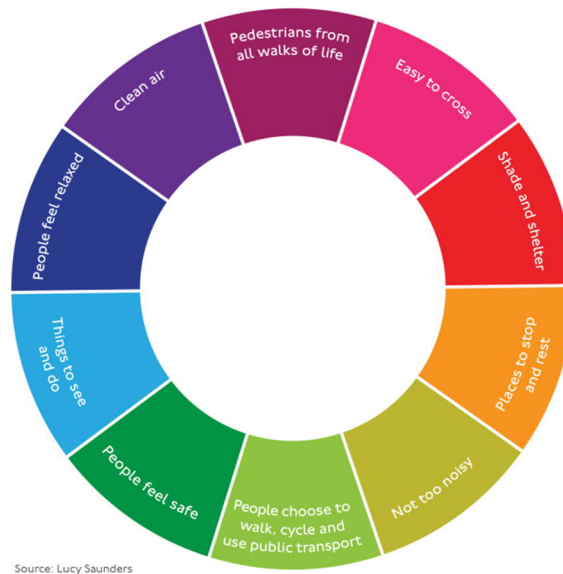 Pedestrians from
all walks of life
Easy to cross
Shade and shelter
Places to stop
and rest
Not too noisy
People choose to
walk, cycle and
use public transport
People feel safe
Things to see
and do
People feel relaxed
Clean air
Source: Lucy Saunders